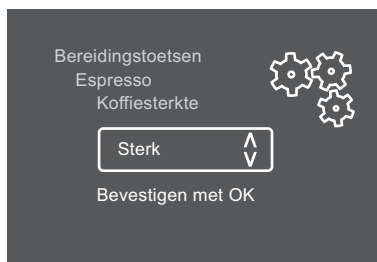 Bereidingstoetsen
Espresso
Koffiesterkte
Sterk
Bevestigen met OK